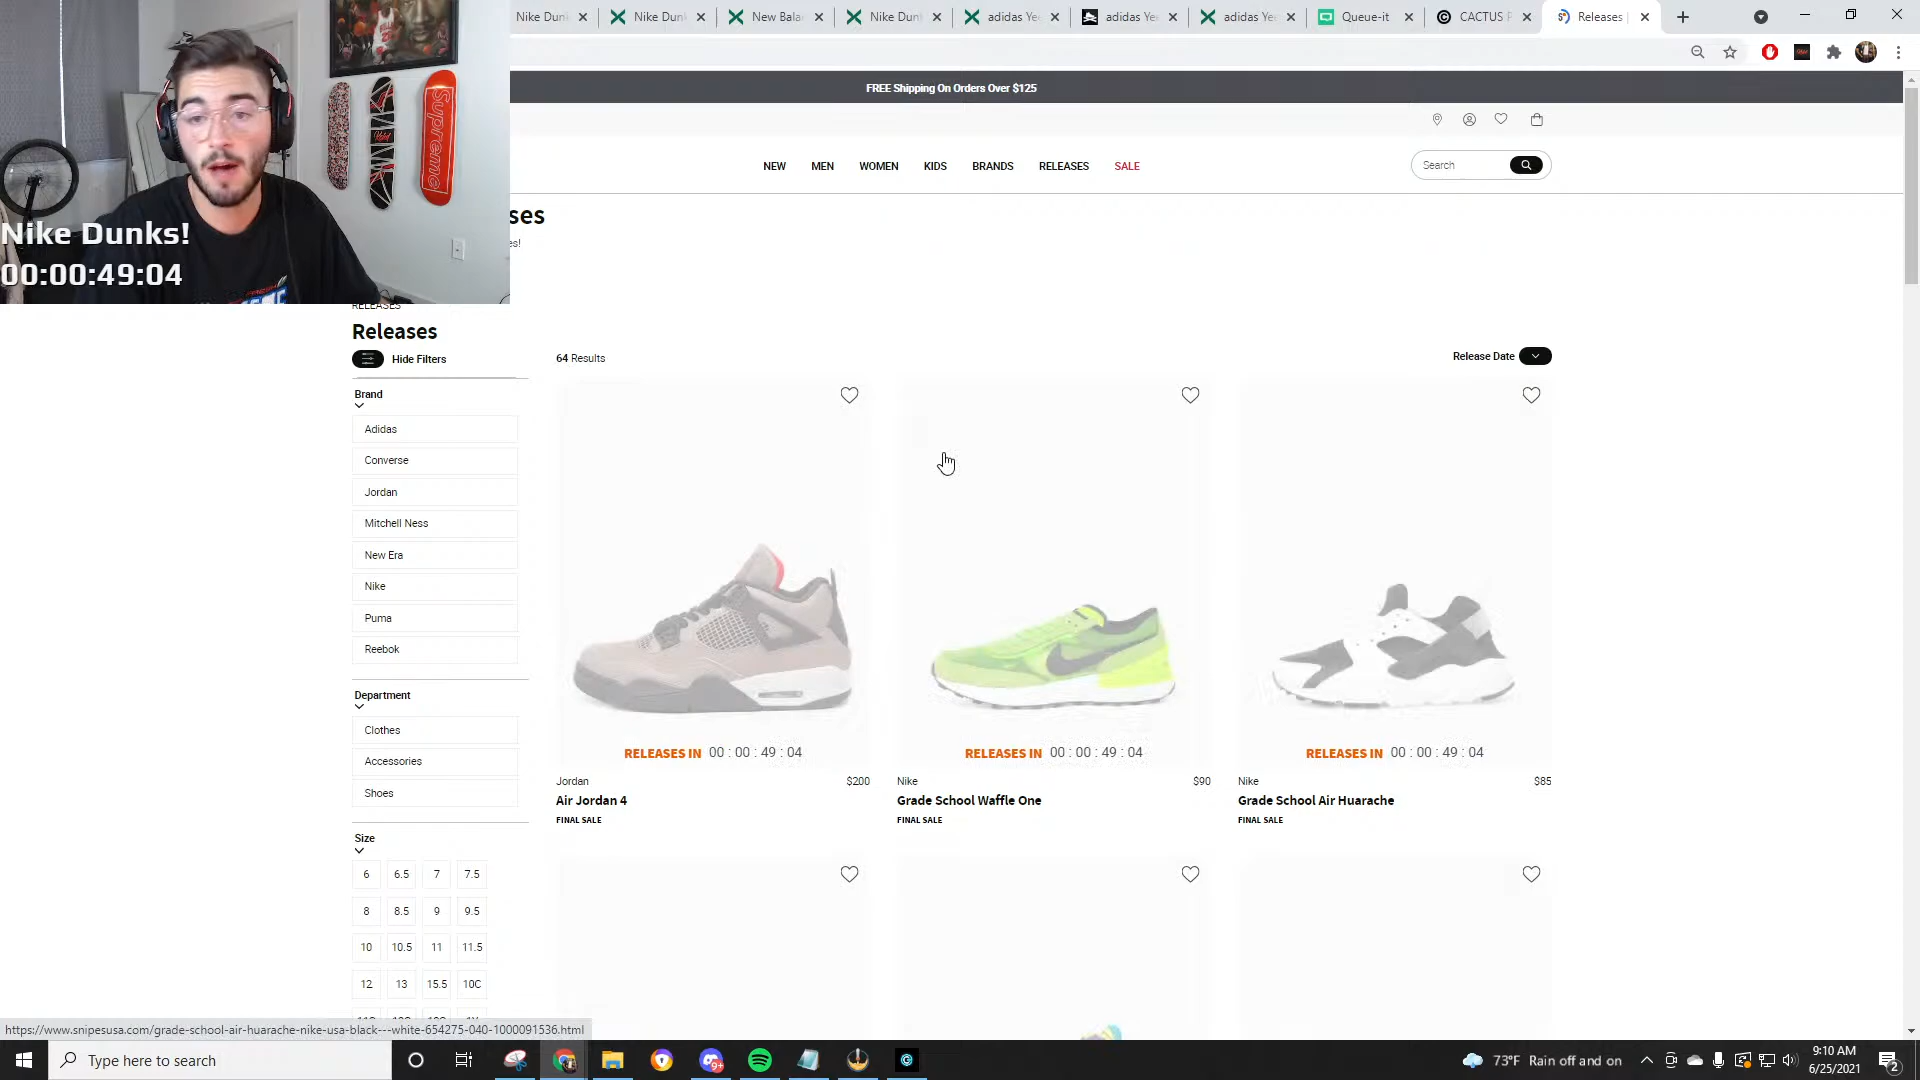 Nike Dun
Nike Dun
New Bala
Nike Dun
adidas Yee
adidas Yee
adidas Yee
Queue-it
CACTUS P
Releases |
FREE Shipping On Orders Over $125
NEW MEN WOMEN KIDS BRANDS RELEASES SALE
Search
Supreme
Nike Dunks!
00:00:49:04
ses
es!
RELEASES
Releases
Hide Filters
64 Results
Release Date
Brand
Adidas
Converse
Jordan
Mitchell Ness
New Era
Nike
Puma
Reebok
Department
Clothes
Accessories
Shoes
Size
6 6.5 7 7.5
8 8.5 9 9.5
10 10.5 11 11.5
12 13 15.5 10C
RELEASES IN 00 : 00 : 49 : 04
Jordan $200
Air Jordan 4
FINAL SALE
RELEASES IN 00 : 00 : 49 : 04
Nike $90
Grade School Waffle One
FINAL SALE
RELEASES IN 00 : 00 : 49 : 04
Nike $85
Grade School Air Huarache
FINAL SALE
https://www.snipesusa.com/grade-school-air-huarache-nike-usa-black---white-654275-040-1000091536.html
Type here to search
9+
73°F Rain off and on
9:10 AM
6/25/2021
2